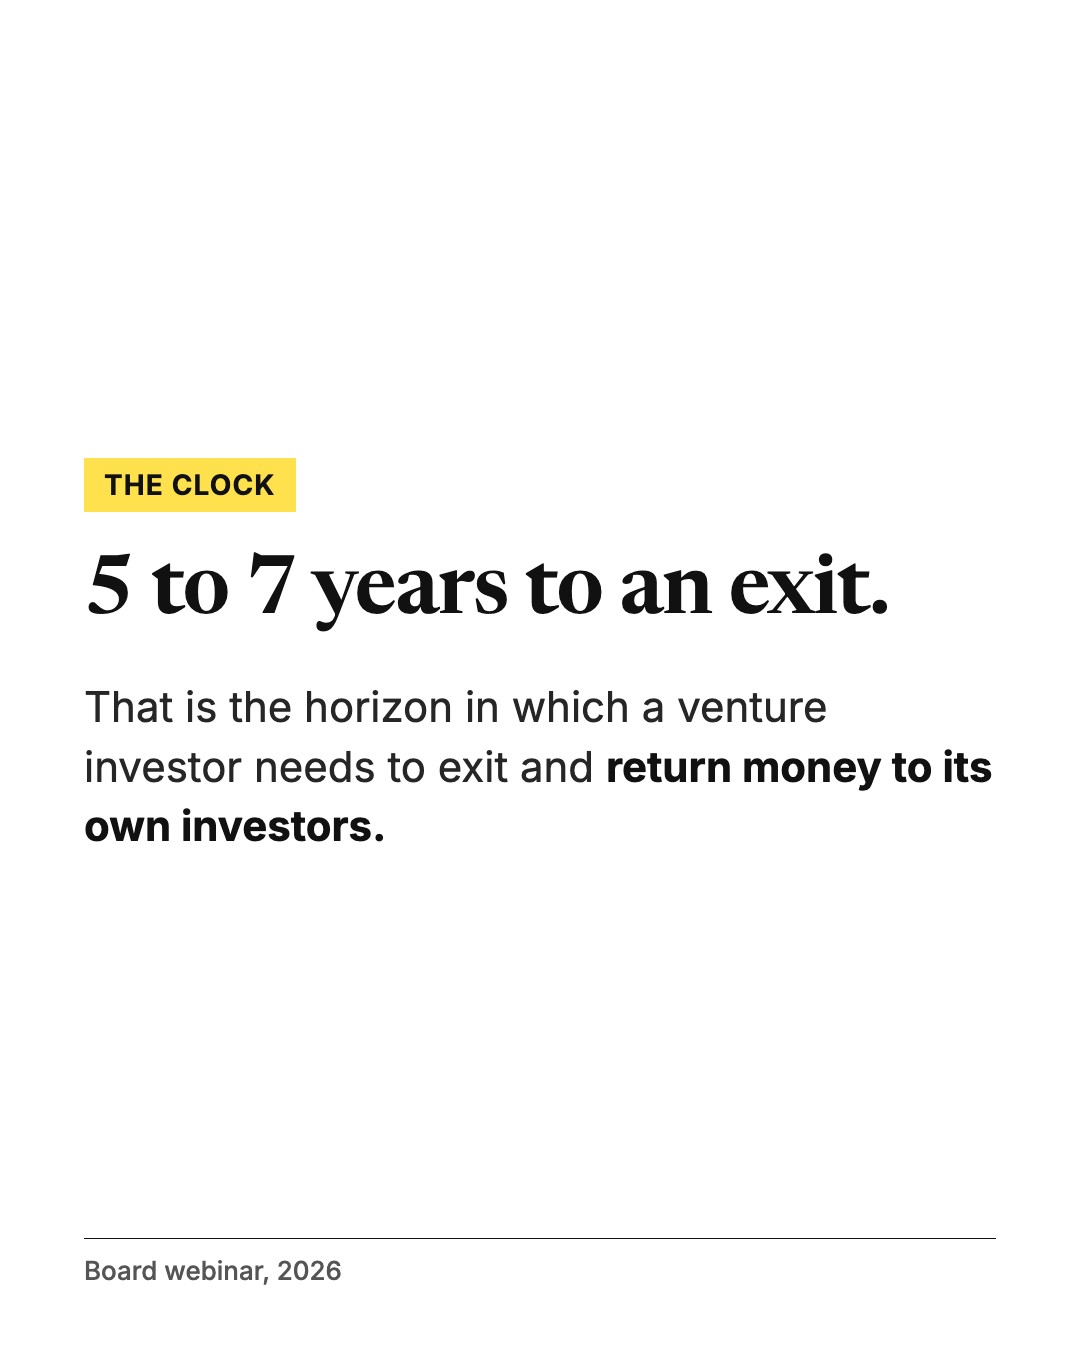 THE CLOCK
5 to 7 years to an exit.
That is the horizon in which a venture
investor needs to exit and return money to its
own investors.
Board webinar, 2026